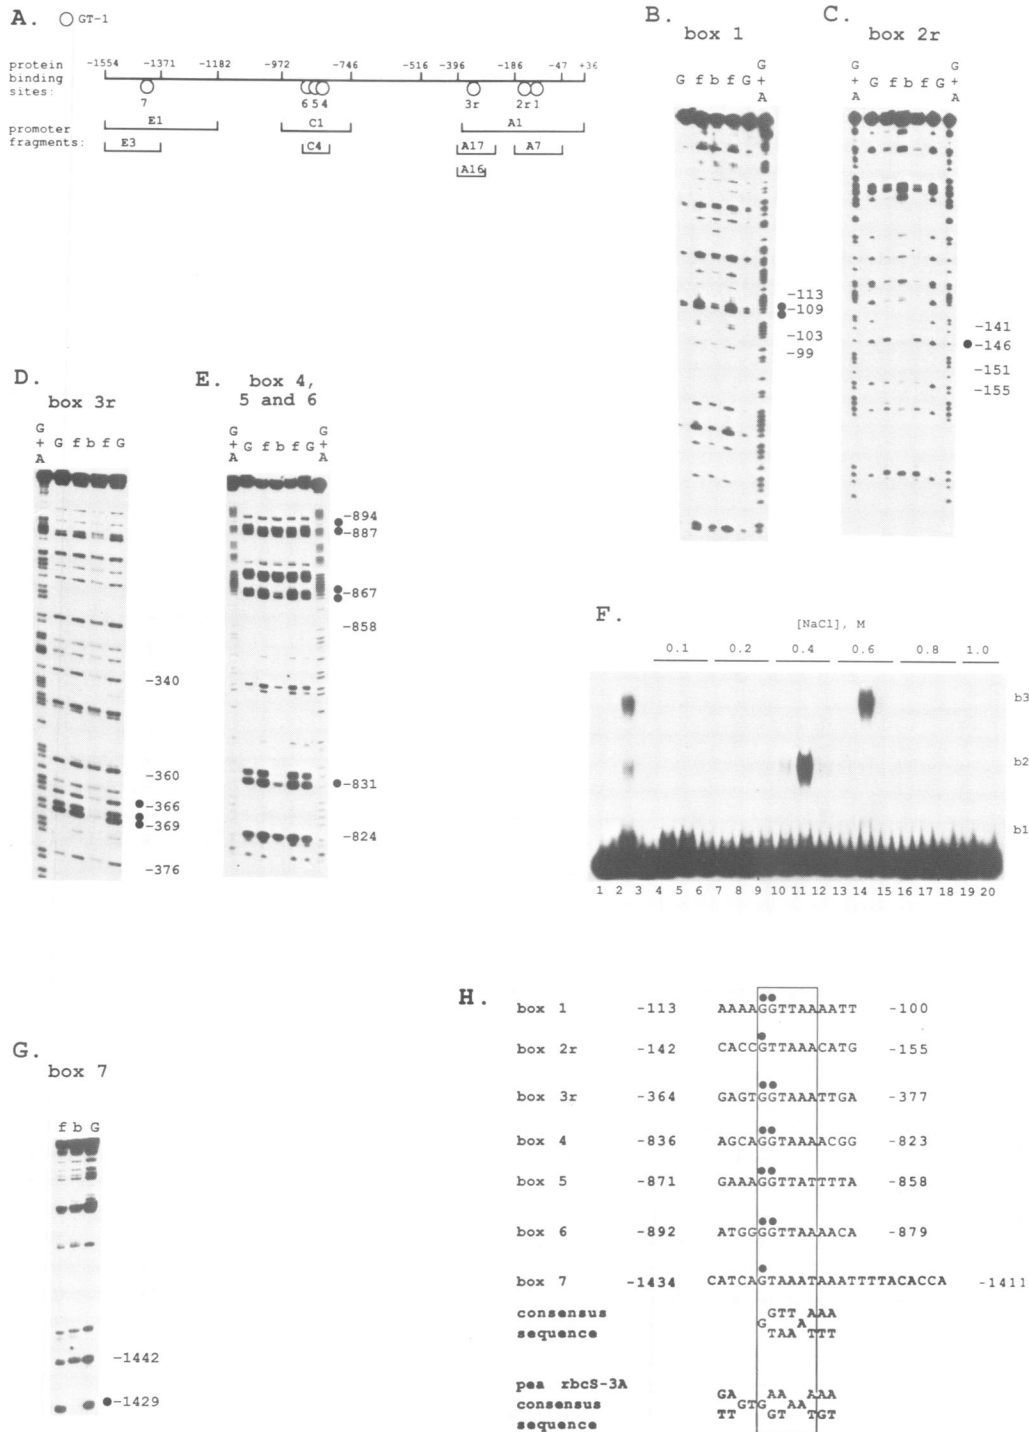 A.
GT-1
protein binding sites:
-1554 -1371 -1182 -972 -746 -516 -396 -186 -47 +36
7 6 5 4 3r 2r 1
promoter fragments:
E1 C1 A1
E3 C4 A17 A7
A16
B.
box 1
G f b f G G+A
-113
-109
-103
-99
C.
box 2r
G+A G f b f G G+A
-141
-146
-151
-155
D.
box 3r
G+A G f b f G
-340
-360
-366
-369
-376
E.
box 4,
5 and 6
G+A G f b f G G+A
-894
-887
-867
-858
-831
-824
F.
[NaCl], M
0.1 0.2 0.4 0.6 0.8 1.0
b3
b2
b1
1 2 3 4 5 6 7 8 9 10 11 12 13 14 15 16 17 18 19 20
G.
box 7
f b G
-1442
-1429
H.
box 1 -113 AAAAGGTTAAAATT -100
box 2r -142 CACCGTTAAACATG -155
box 3r -364 GAGTGGTAAATTGA -377
box 4 -836 AGCAGGTAAAACGG -823
box 5 -871 GAAAGGTTATTTTA -858
box 6 -892 ATGGGGTTAAAACA -879
box 7 -1434 CATCAGTAAATAAATTTTACACCA -1411
consensus GTT AAA
G A
sequence TAA TTT
pea rbcS-3A
GA AA AAA
consensus GTG AA
TT GT TGT
sequence